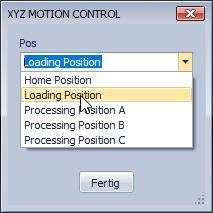 XYZ MOTION CONTROL
Pos
Loading Position
Home Position
Loading Position
Processing Position A
Processing Position B
Processing Position C
Fertig